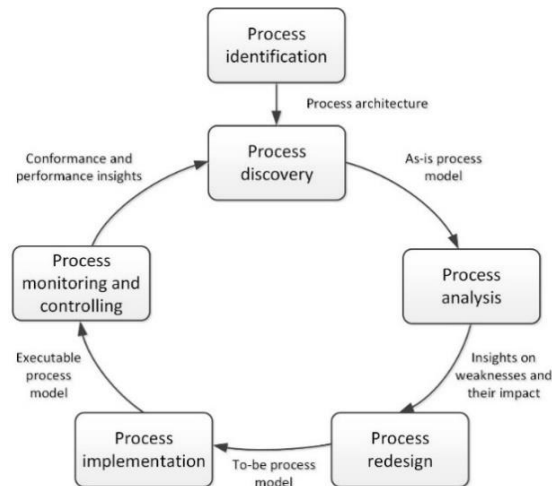 Process
identification
Process architecture
Process
discovery
Conformance and
performance insights
As-is process
model
Process
monitoring and
controlling
Process
analysis
Executable
process
model
Insights on
weaknesses and
their impact
Process
implementation
To-be process
model
Process
redesign